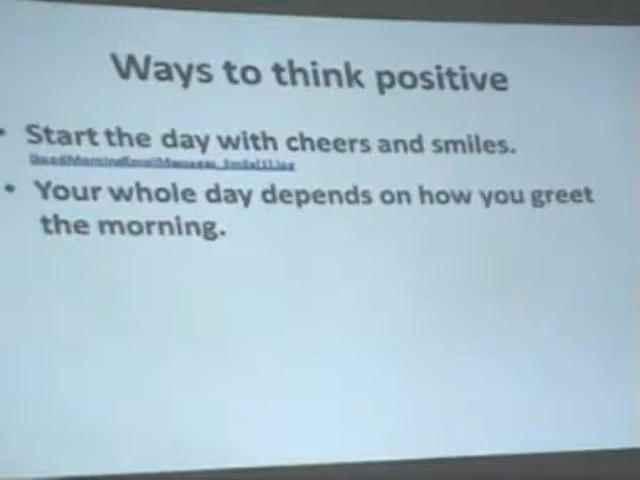 Ways to think positive
• Start the day with cheers and smiles.
• Your whole day depends on how you greet
the morning.